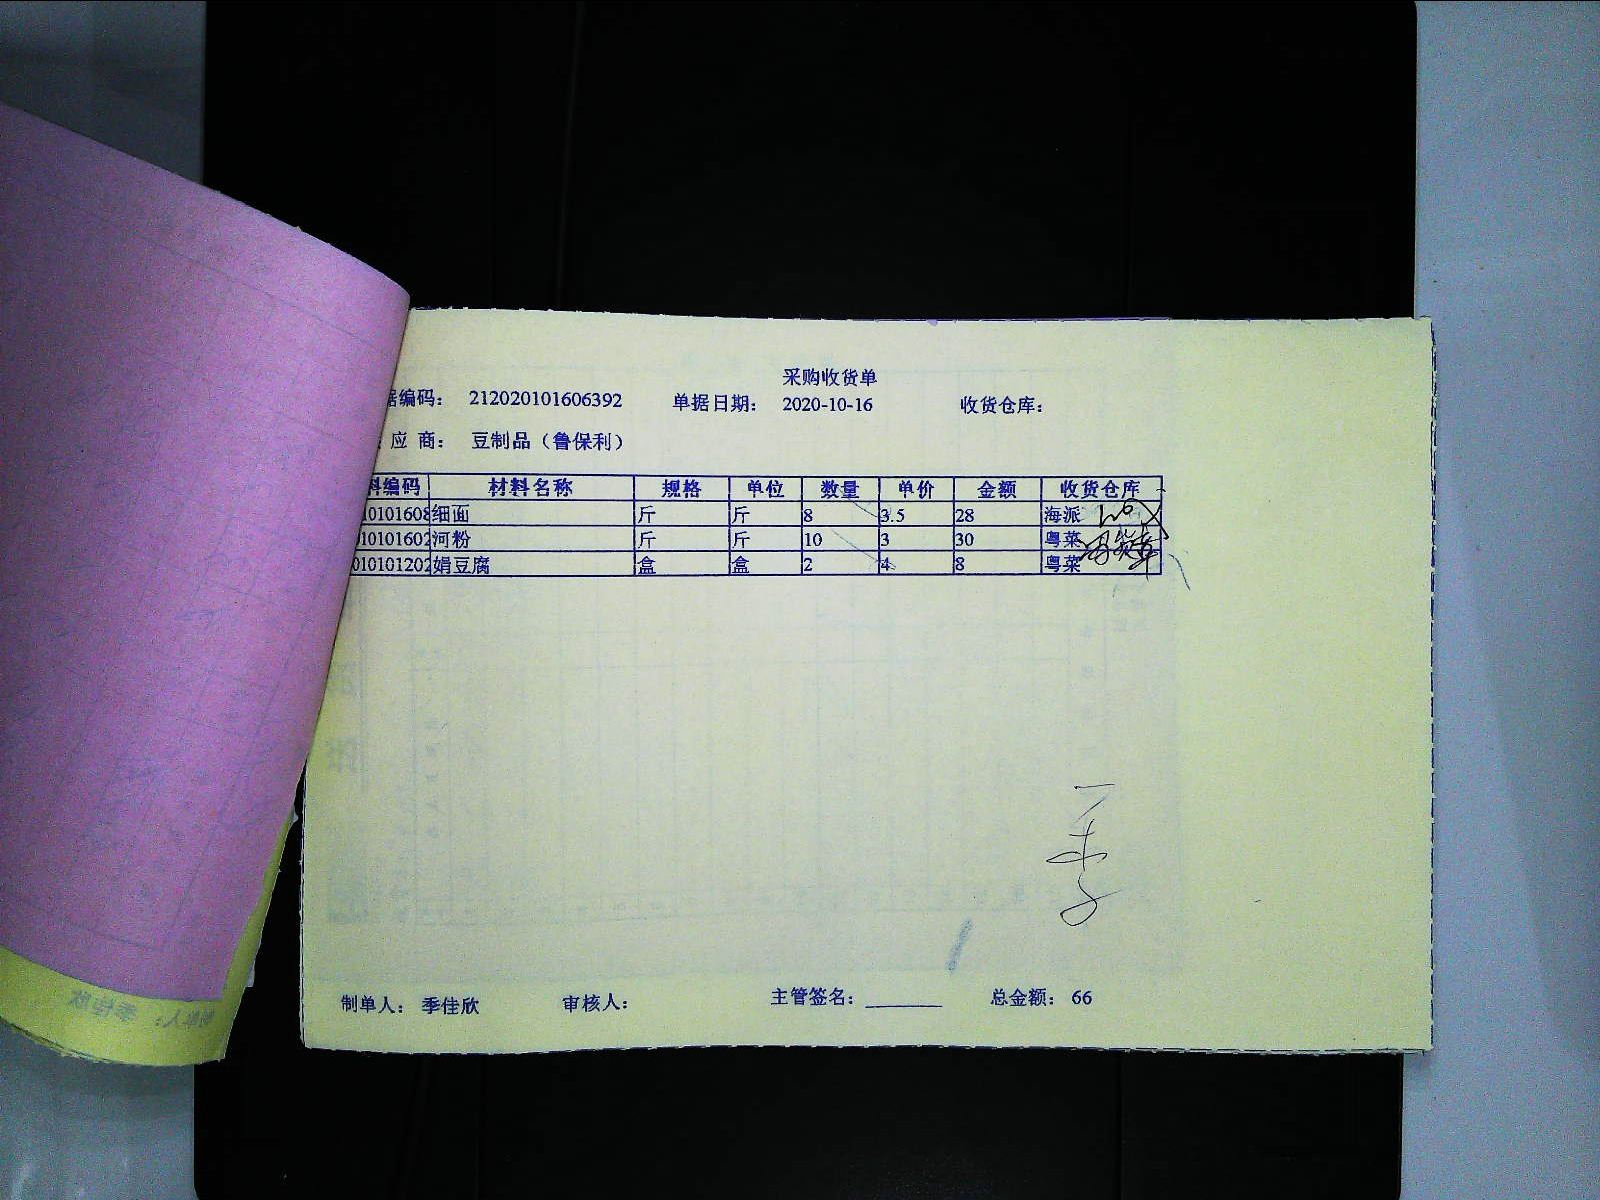 采购收货单
据编码： 212020101606392 单据日期： 2020-10-16 收货仓库：
应 商： 豆制品（鲁保利）
料编码 材料名称 规格 单位 数量 单价 金额 收货仓库
10101608 细面 斤 斤 8 3.5 28 海派
10101602 河粉 斤 斤 10 3 30 粤菜
010101202 娟豆腐 盒 盒 2 4 8 粤菜
季
制单人： 季佳欣 审核人： 主管签名： 总金额： 66